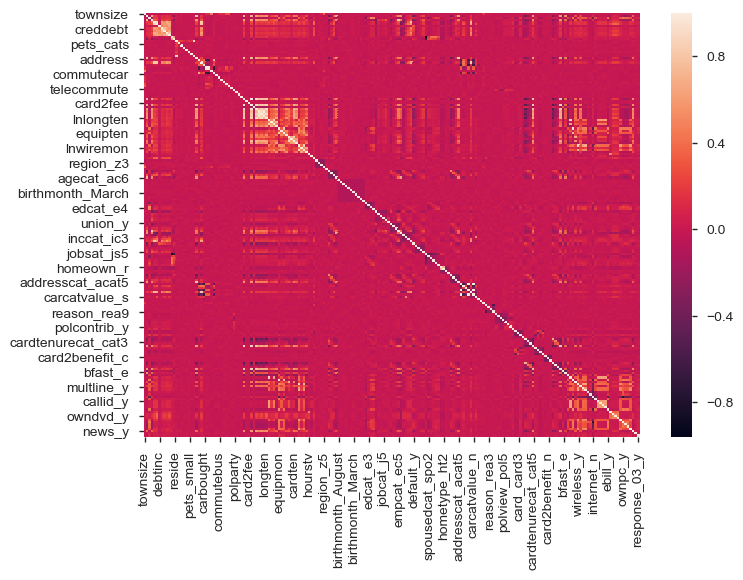 townsize
creddebt
pets_cats
address
commutecar
telecommute
card2fee
lnlongten
equipten
lnwiremon
region_z3
agecat_ac6
birthmonth_March
edcat_e4
union_y
inccat_ic3
jobsat_js5
homeown_r
addresscat_acat5
carcatvalue_s
reason_rea9
polcontrib_y
cardtenurecat_cat3
card2benefit_c
bfast_e
multline_y
callid_y
owndvd_y
news_y
0.8
0.4
0.0
−0.4
−0.8
townsize
debtinc
reside
pets_small
carbought
commutebus
polparty
card2fee
longten
equipmon
cardten
hourstv
region_z5
birthmonth_August
birthmonth_March
edcat_e3
jobcat_j5
empcat_ec5
default_y
spousedcat_spo2
hometype_ht2
addresscat_acat5
carcatvalue_n
reason_rea3
polview_pol5
card_card3
cardtenurecat_cat5
card2benefit_n
bfast_e
wireless_y
internet_n
ebill_y
ownpc_y
response_03_y